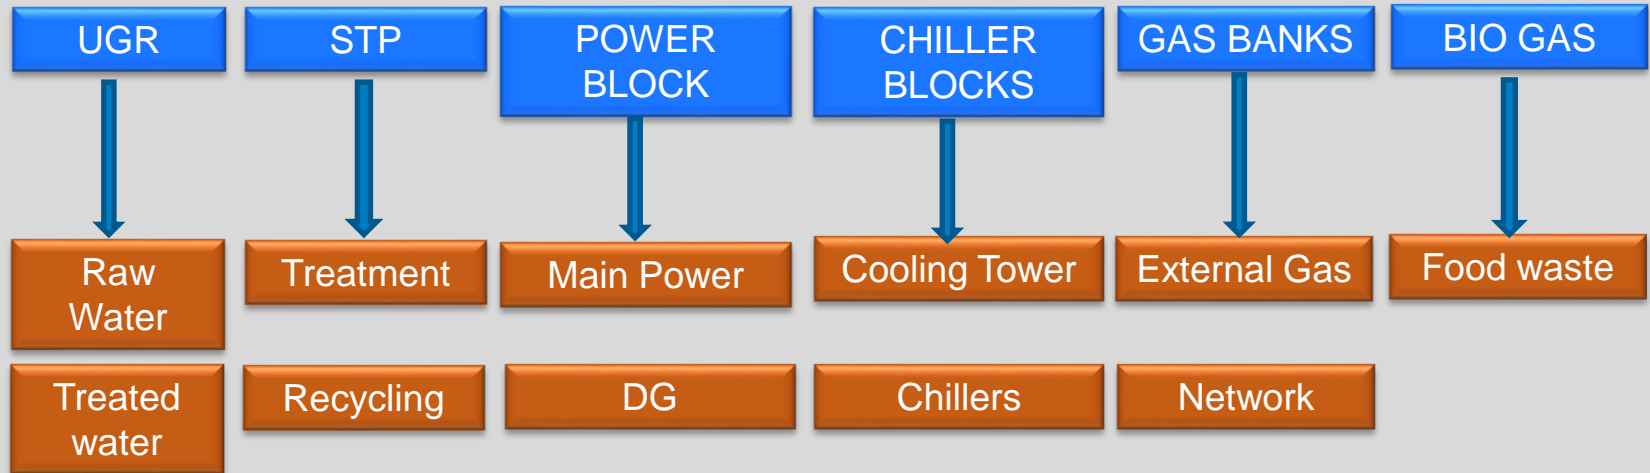 UGR
STP
POWER
BLOCK
CHILLER
BLOCKS
GAS BANKS
BIO GAS
Raw
Water
Treatment
Main Power
Cooling Tower
External Gas
Food waste
Treated
water
Recycling
DG
Chillers
Network